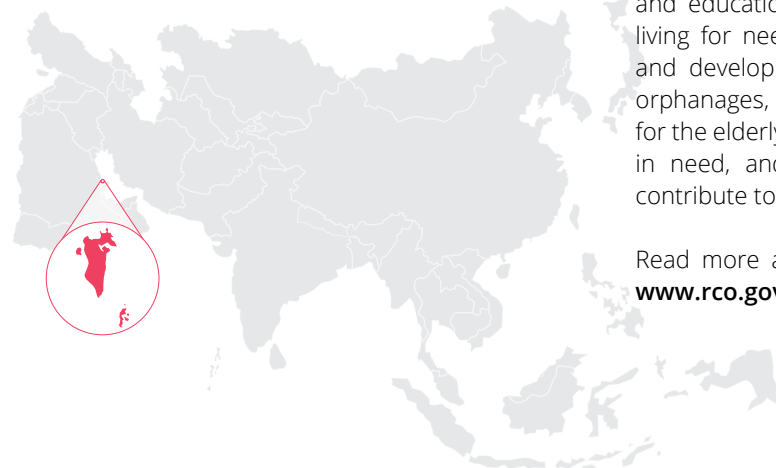 and educatio
living for nee
and develop
orphanages,
for the elderly
in need, and
contribute to
Read more a
www.rco.gov